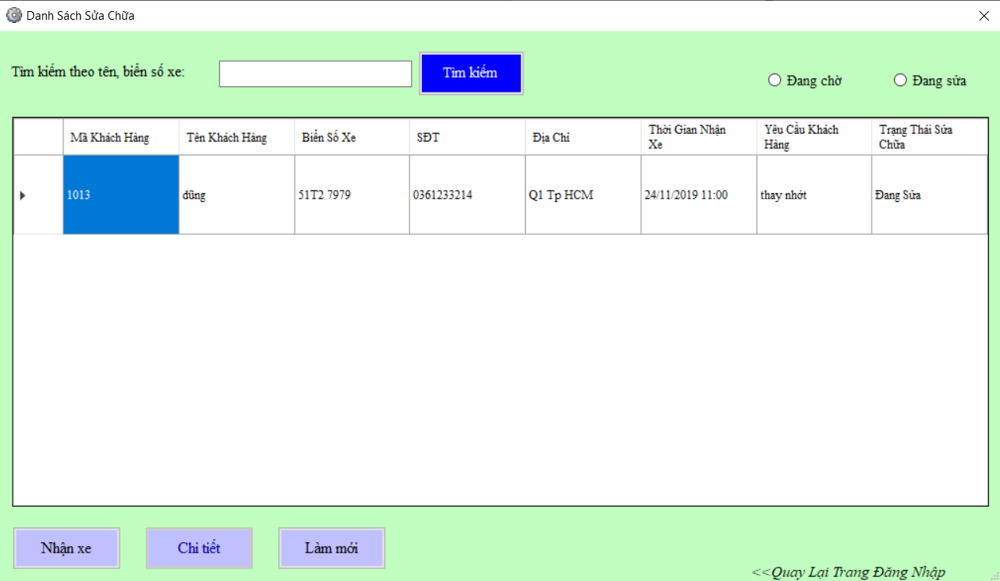 Danh Sách Sửa Chữa
Tìm kiếm theo tên, biển số xe:
Tìm kiếm
Đang chờ
Đang sửa
Mã Khách Hàng
Tên Khách Hàng
Biển Số Xe
SĐT
Địa Chỉ
Thời Gian Nhận
Xe
Yêu Cầu Khách
Hàng
Trạng Thái Sửa
Chữa
1013
dũng
51T2 7979
0361233214
Q1 Tp HCM
24/11/2019 11:00
thay nhớt
Đang Sửa
Nhận xe
Chi tiết
Làm mới
<<Quay Lại Trang Đăng Nhập